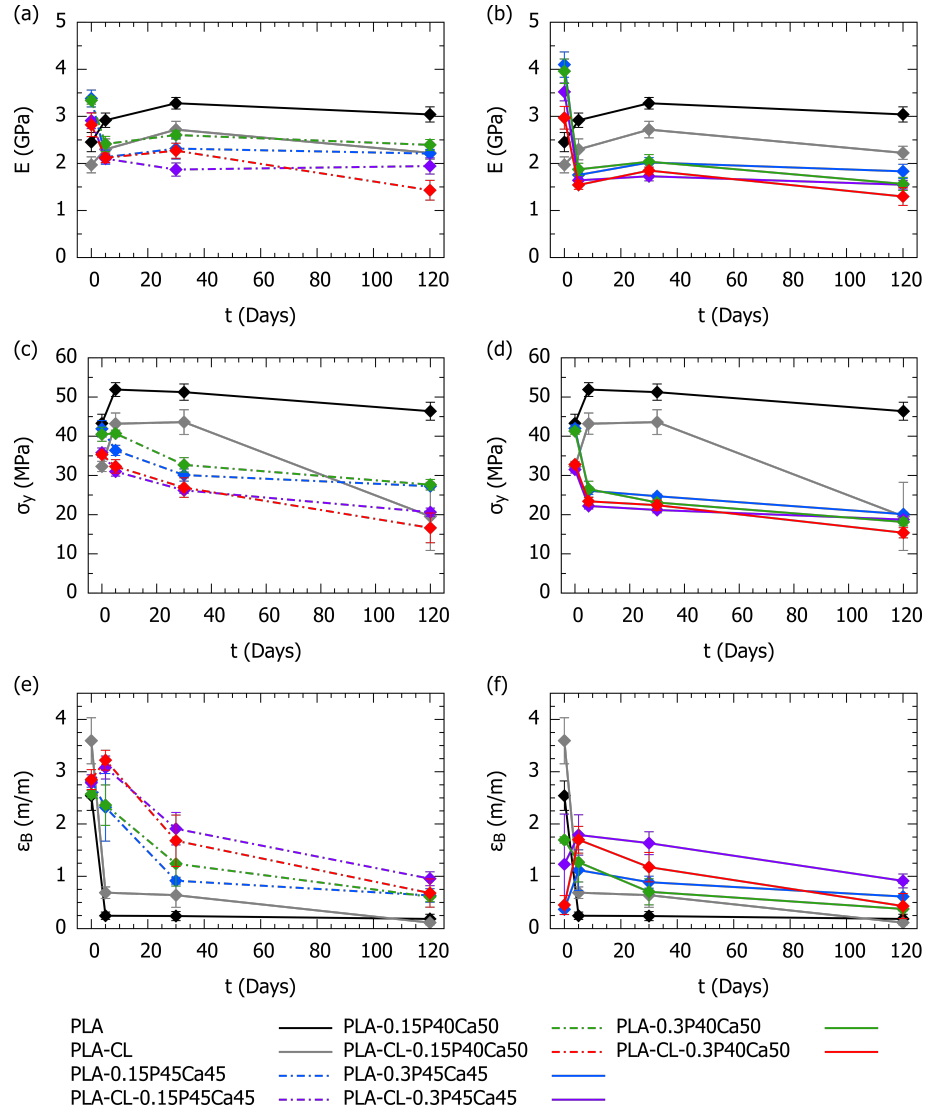 (a)
(b)
5
4
3
2
1
0
E (GPa)
0 20 40 60 80 100 120
t (Days)
5
4
3
2
1
0
E (GPa)
0 20 40 60 80 100 120
t (Days)
(c)
(d)
60
50
40
30
20
10
0
σy (MPa)
0 20 40 60 80 100 120
t (Days)
60
50
40
30
20
10
0
σy (MPa)
0 20 40 60 80 100 120
t (Days)
(e)
(f)
4
3
2
1
0
εB (m/m)
0 20 40 60 80 100 120
t (Days)
4
3
2
1
0
εB (m/m)
0 20 40 60 80 100 120
t (Days)
PLA PLA-0.15P40Ca50 PLA-0.3P40Ca50
PLA-CL PLA-CL-0.15P40Ca50 PLA-CL-0.3P40Ca50
PLA-0.15P45Ca45 PLA-0.3P45Ca45
PLA-CL-0.15P45Ca45 PLA-CL-0.3P45Ca45